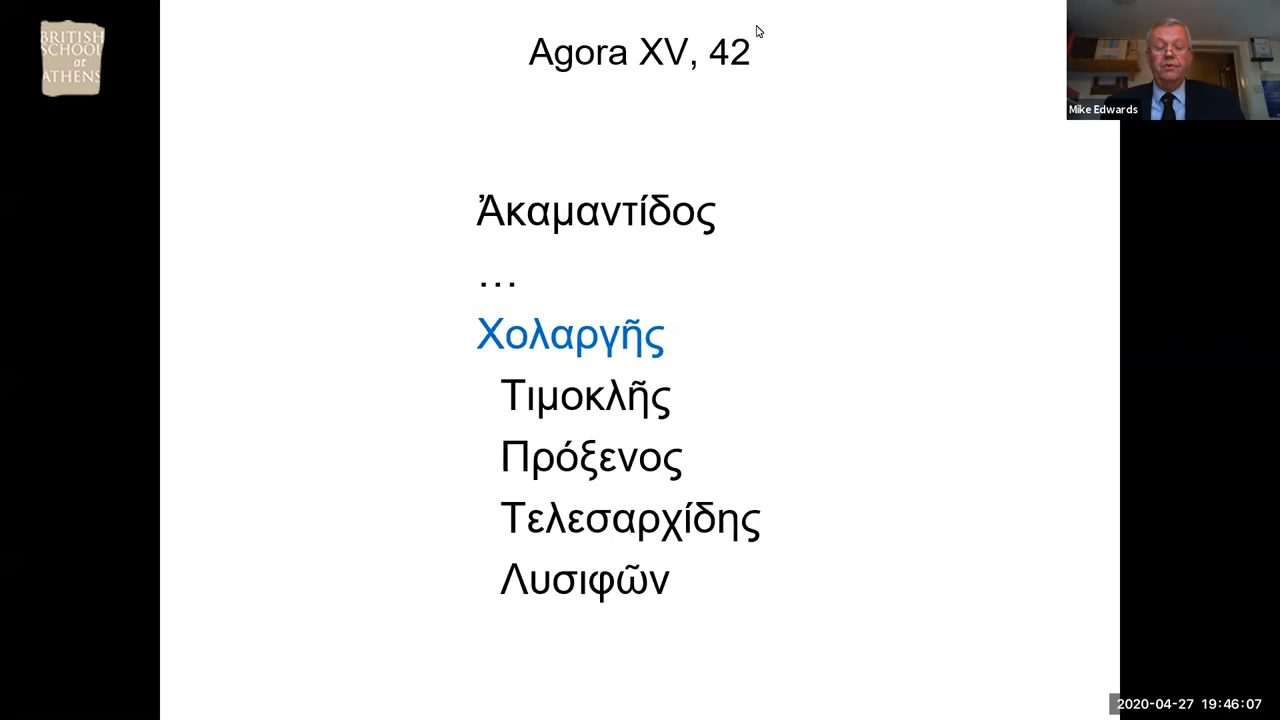 BRITISH
SCHOOL
at
ATHENS
Agora XV, 42
Mike Edwards
Ἀκαμαντίδος
…
Χολαργῆς
Τιμοκλῆς
Πρόξενος
Τελεσαρχίδης
Λυσιφῶν
2020-04-27 19:46:07